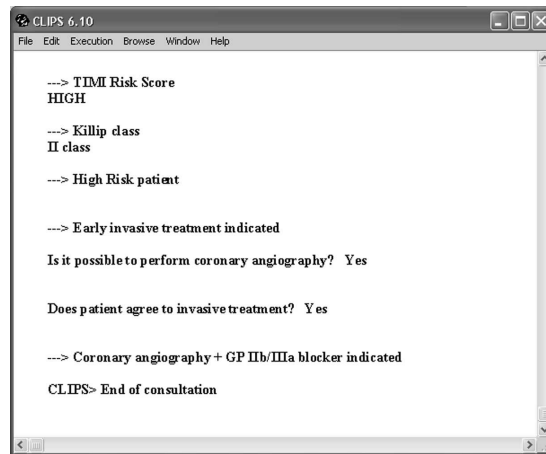 CLIPS 6.10
File Edit Execution Browse Window Help
---> TIMI Risk Score
HIGH
---> Killip class
II class
---> High Risk patient
---> Early invasive treatment indicated
Is it possible to perform coronary angiography? Yes
Does patient agree to invasive treatment? Yes
---> Coronary angiography + GP IIb/IIIa blocker indicated
CLIPS> End of consultation